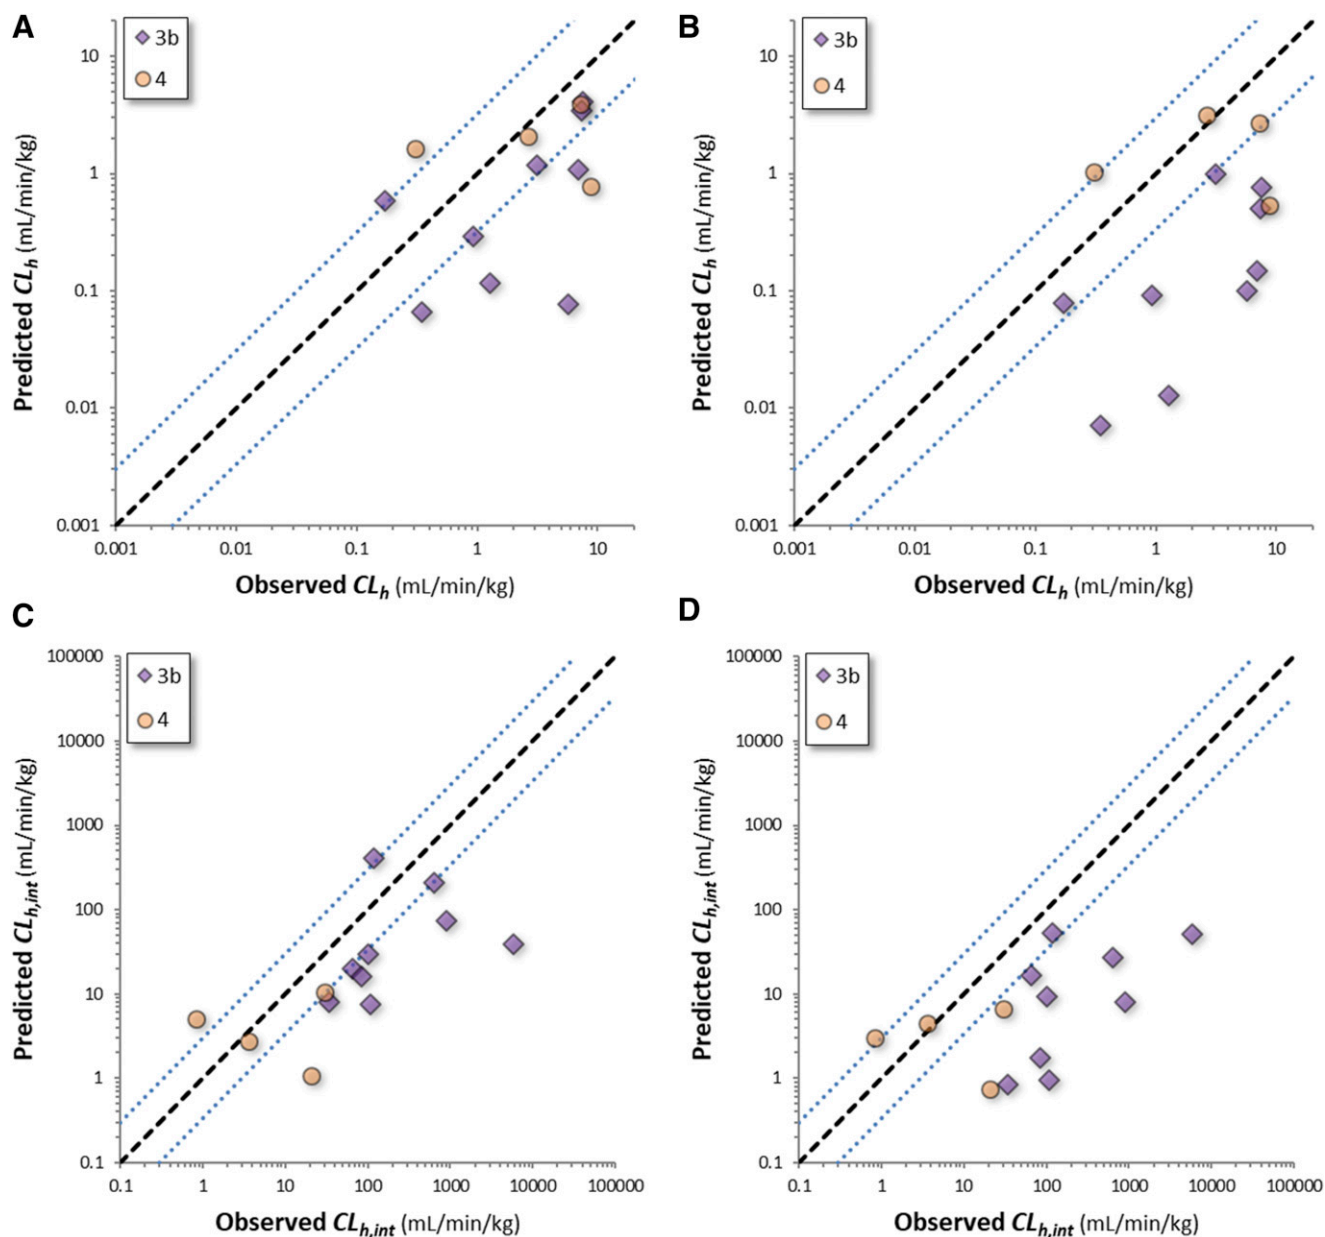 A
3b
4
10
1
0.1
0.01
0.001
0.001 0.01 0.1 1 10
Predicted CLh (mL/min/kg)
Observed CLh (mL/min/kg)
B
3b
4
10
1
0.1
0.01
0.001
0.001 0.01 0.1 1 10
Predicted CLh (mL/min/kg)
Observed CLh (mL/min/kg)
C
3b
4
100000
10000
1000
100
10
1
0.1
0.1 1 10 100 1000 10000 100000
Predicted CLh,int (mL/min/kg)
Observed CLh,int (mL/min/kg)
D
3b
4
100000
10000
1000
100
10
1
0.1
0.1 1 10 100 1000 10000 100000
Predicted CLh,int (mL/min/kg)
Observed CLh,int (mL/min/kg)